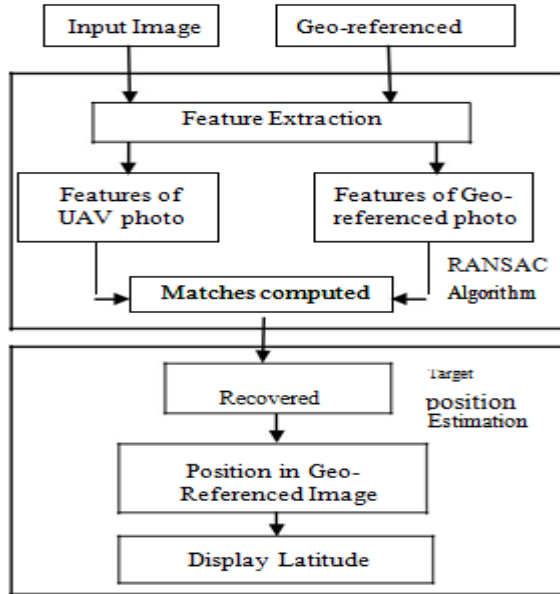 Input Image
Geo-referenced
Feature Extraction
Features of
UAV photo
Features of Geo-
referenced photo
RANSAC
Algorithm
Matches computed
Target
position
Estimation
Recovered
Position in Geo-
Referenced Image
Display Latitude